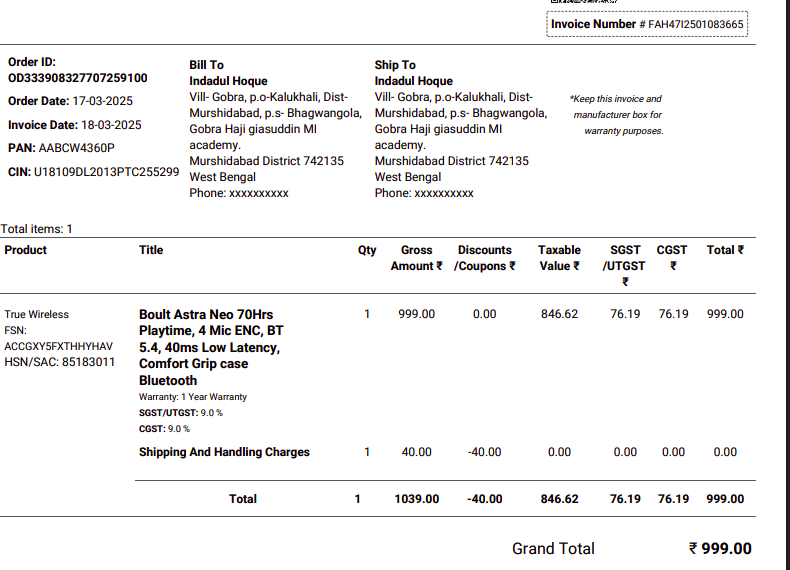 Invoice Number # FAH47I2501083665
Order ID:
OD333908327707259100
Order Date: 17-03-2025
Invoice Date: 18-03-2025
PAN: AABCW4360P
CIN: U18109DL2013PTC255299
Bill To
Indadul Hoque
Vill- Gobra, p.o-Kalukhali, Dist-
Murshidabad, p.s- Bhagwangola,
Gobra Haji giasuddin MI
academy.
Murshidabad District 742135
West Bengal
Phone: xxxxxxxxxx
Ship To
Indadul Hoque
Vill- Gobra, p.o-Kalukhali, Dist-
Murshidabad, p.s- Bhagwangola,
Gobra Haji giasuddin MI
academy.
Murshidabad District 742135
West Bengal
Phone: xxxxxxxxxx
*Keep this invoice and
manufacturer box for
warranty purposes.
Total items: 1
Product Title Qty Gross Amount ₹ Discounts /Coupons ₹ Taxable Value ₹ SGST /UTGST ₹ CGST ₹ Total ₹
True Wireless
FSN:
ACCGXY5FXTHHYHAV
HSN/SAC: 85183011
Boult Astra Neo 70Hrs
Playtime, 4 Mic ENC, BT
5.4, 40ms Low Latency,
Comfort Grip case
Bluetooth
Warranty: 1 Year Warranty
SGST/UTGST: 9.0 %
CGST: 9.0 %
1 999.00 0.00 846.62 76.19 76.19 999.00
Shipping And Handling Charges 1 40.00 -40.00 0.00 0.00 0.00 0.00
Total 1 1039.00 -40.00 846.62 76.19 76.19 999.00
Grand Total ₹ 999.00